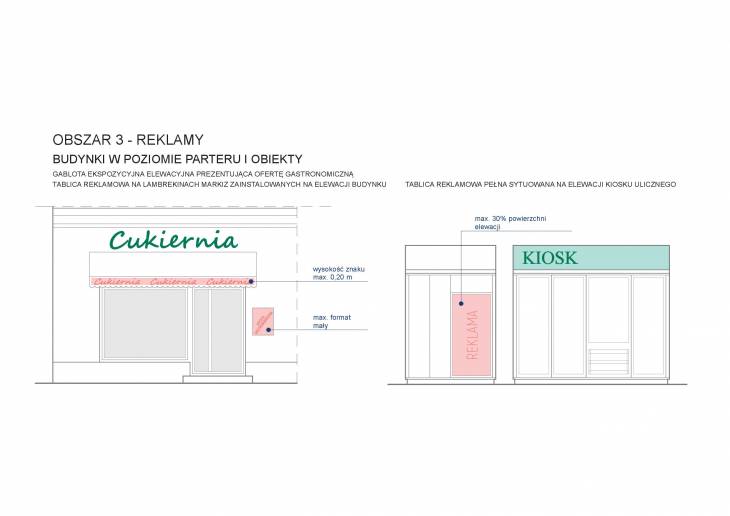 OBSZAR 3 - REKLAMY
BUDYNKI W POZIOMIE PARTERU I OBIEKTY
GABLOTA EKSPOZYCYJNA ELEWACYJNA PREZENTUJĄCA OFERTĘ GASTRONOMICZNĄ
TABLICA REKLAMOWA NA LAMBREKINACH MARKIZ ZAINSTALOWANYCH NA ELEWACJI BUDYNKU
TABLICA REKLAMOWA PEŁNA SYTUOWANA NA ELEWACJI KIOSKU ULICZNEGO
Cukiernia
Cukiernia Cukiernia Cukiernia
wysokość znaku
max. 0,20 m
max. format
mały
max. 30% powierzchni
elewacji
REKLAMA
KIOSK